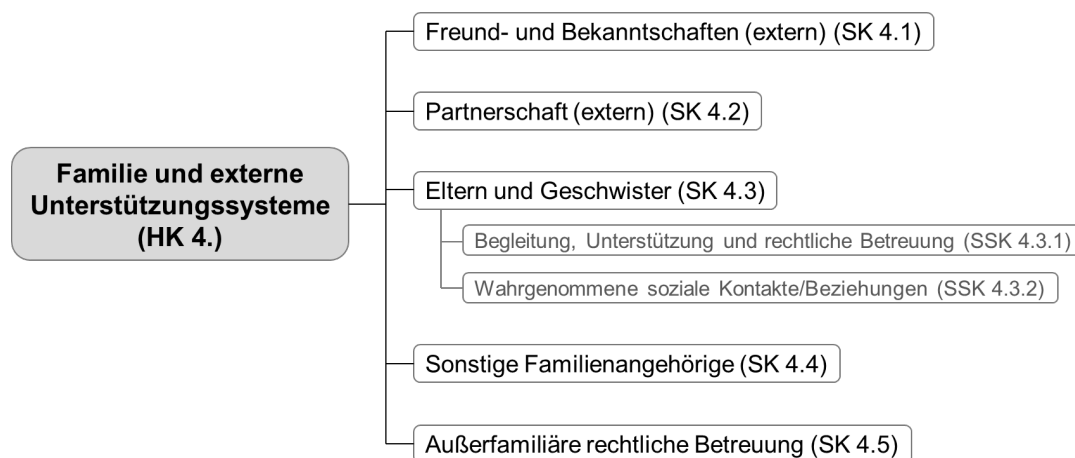 Freund- und Bekanntschaften (extern) (SK 4.1)
Partnerschaft (extern) (SK 4.2)
Familie und externe
Unterstützungssysteme
(HK 4.)
Eltern und Geschwister (SK 4.3)
Begleitung, Unterstützung und rechtliche Betreuung (SSK 4.3.1)
Wahrgenommene soziale Kontakte/Beziehungen (SSK 4.3.2)
Sonstige Familienangehörige (SK 4.4)
Außerfamiliäre rechtliche Betreuung (SK 4.5)